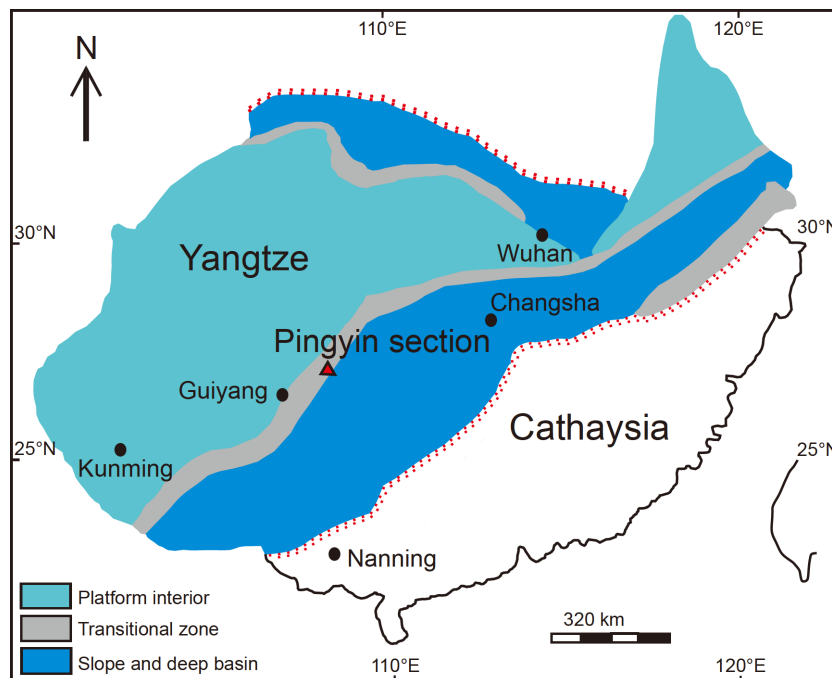 110°E
120°E
N
30°N
30°N
Yangtze
Wuhan
Changsha
Pingyin section
Guiyang
Cathaysia
25°N
25°N
Kunming
Nanning
Platform interior
Transitional zone
Slope and deep basin
320 km
110°E
120°E